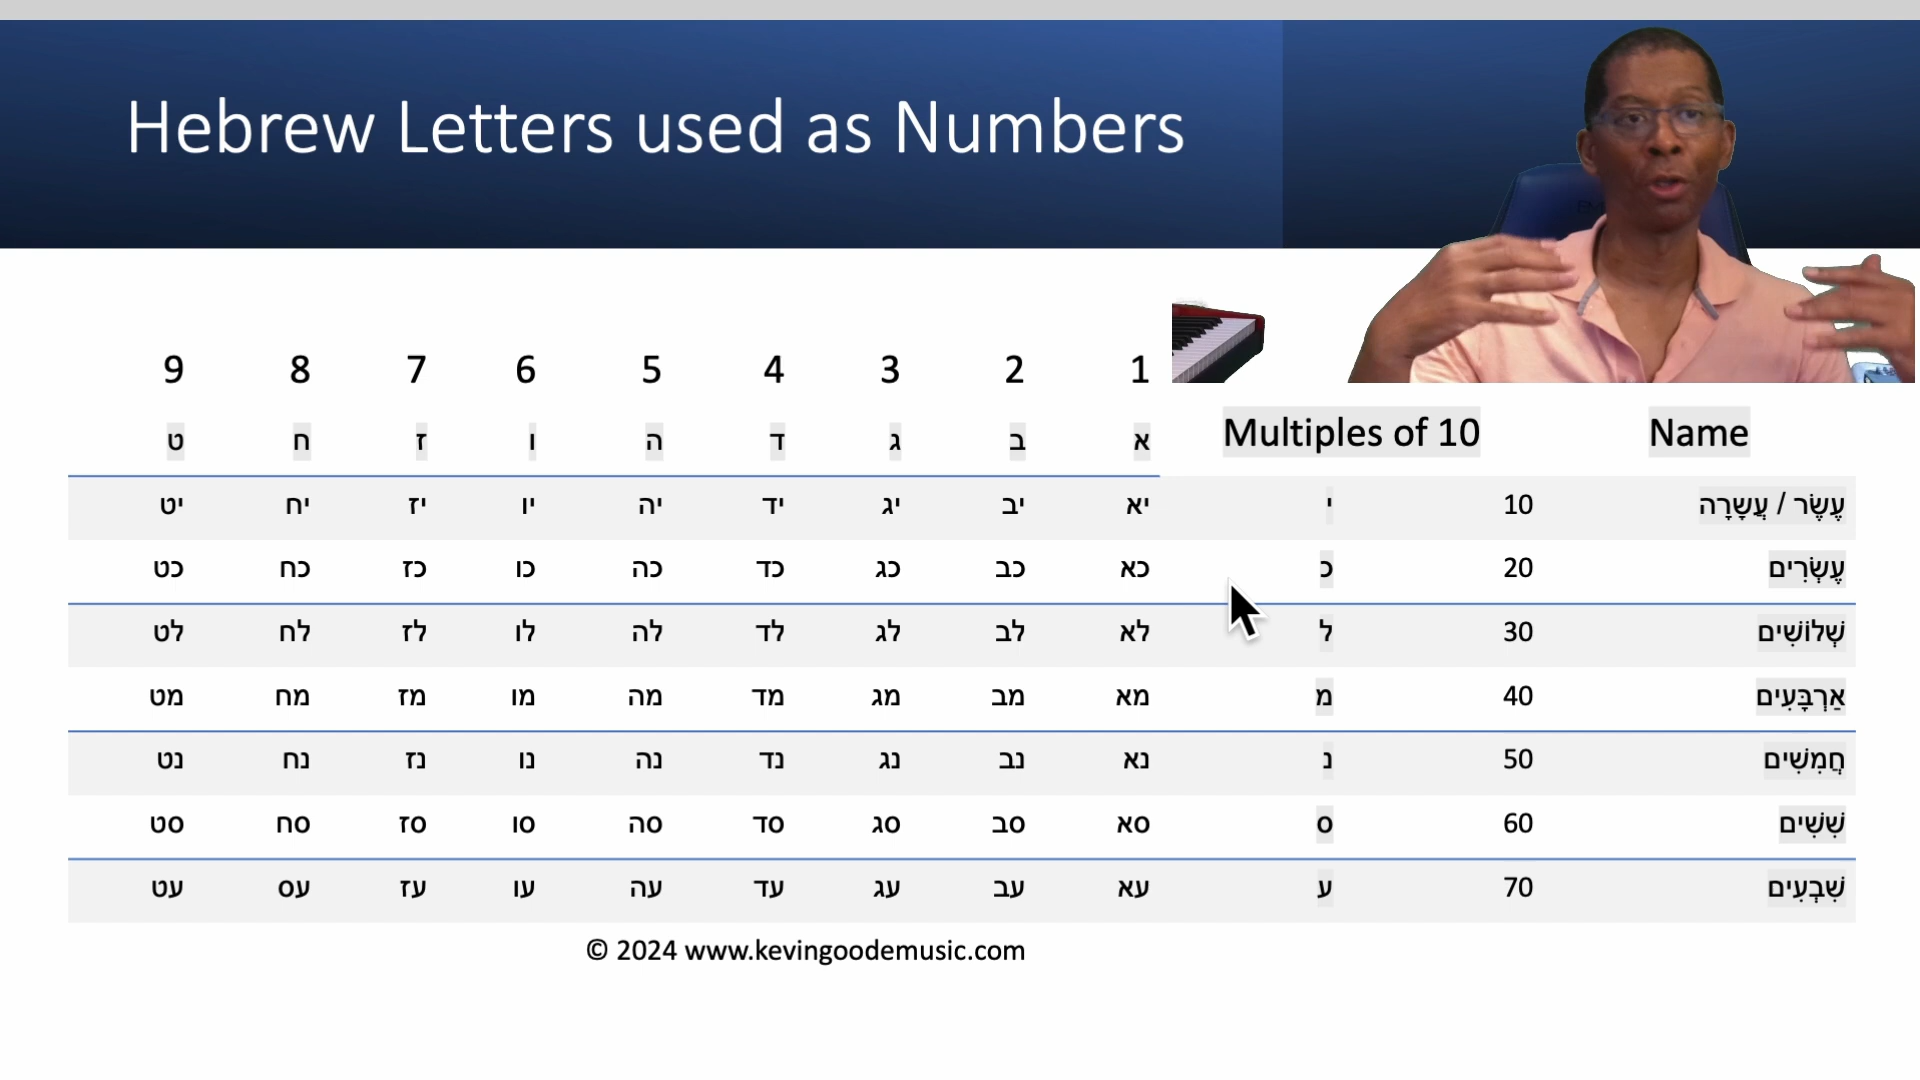 Hebrew Letters used as Numbers
1 2 3 4 5 6 7 8 9
Name Multiples of 10 א ב ג ד ה ו ז ח ט
עֶשֶׂר / עֲשָׂרָה 10 י יא יב יג יד יה יו יז יח יט
עֶשְׂרִים 20 כ כא כב כג כד כה כו כז כח כט
שְׁלוֹשִׁים 30 ל לא לב לג לד לה לו לז לח לט
אַרְבָּעִים 40 מ מא מב מג מד מה מו מז מח מט
חֲמִשִּׁים 50 נ נא נב נג נד נה נו נז נח נט
שִׁשִּׁים 60 ס סא סב סג סד סה סו סז סח סט
שִׁבְעִים 70 ע עא עב עג עד עה עו עז עס עט
© 2024 www.kevingoodemusic.com